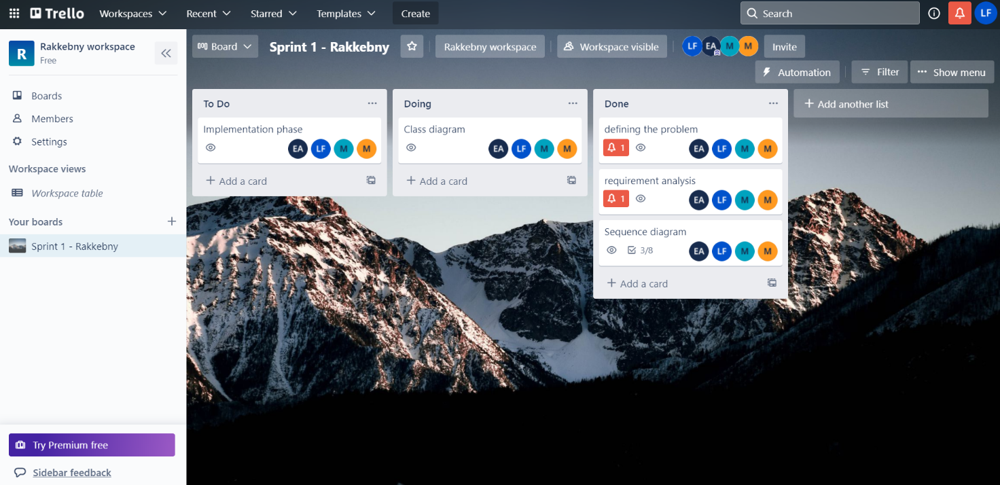 Trello Workspaces Recent Starred Templates Create Search LF
R Rakkebny workspace
Free
Boards
Members
Settings
Workspace views
Workspace table
Your boards
Sprint 1 - Rakkebny
Try Premium free
Sidebar feedback
Board Sprint 1 - Rakkebny Rakkebny workspace Workspace visible LF EA M M Invite
Automation Filter Show menu
To Do
Implementation phase
EA LF M M
Add a card
Doing
Class diagram
EA LF M M
Add a card
Done
defining the problem
1 EA LF M M
requirement analysis
1 EA LF M M
Sequence diagram
3/8 EA LF M M
Add a card
Add another list